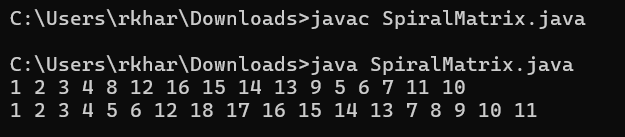 C:\Users\rkhar\Downloads>javac SpiralMatrix.java
C:\Users\rkhar\Downloads>java SpiralMatrix.java
1 2 3 4 8 12 16 15 14 13 9 5 6 7 11 10
1 2 3 4 5 6 12 18 17 16 15 14 13 7 8 9 10 11